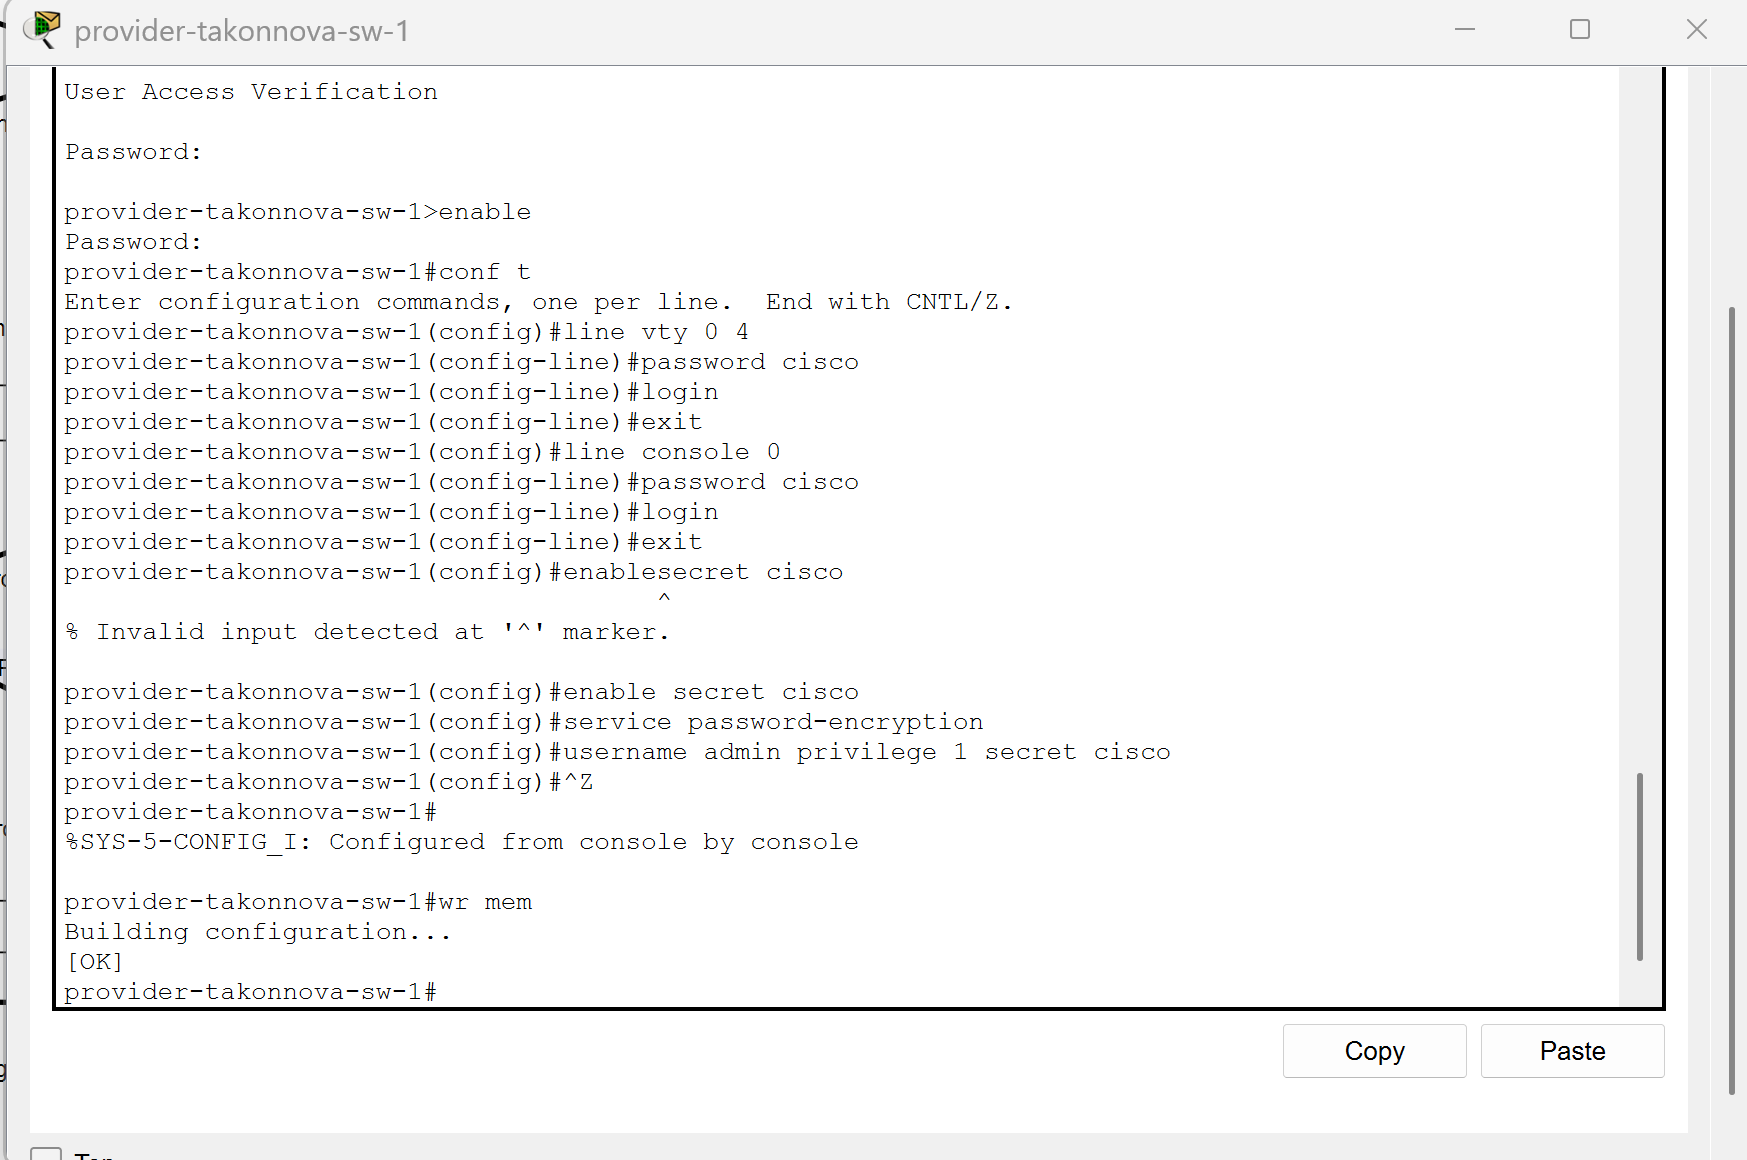 provider-takonnova-sw-1
User Access Verification
Password:
provider-takonnova-sw-1>enable
Password:
provider-takonnova-sw-1#conf t
Enter configuration commands, one per line.  End with CNTL/Z.
provider-takonnova-sw-1(config)#line vty 0 4
provider-takonnova-sw-1(config-line)#password cisco
provider-takonnova-sw-1(config-line)#login
provider-takonnova-sw-1(config-line)#exit
provider-takonnova-sw-1(config)#line console 0
provider-takonnova-sw-1(config-line)#password cisco
provider-takonnova-sw-1(config-line)#login
provider-takonnova-sw-1(config-line)#exit
provider-takonnova-sw-1(config)#enablesecret cisco
^
% Invalid input detected at '^' marker.
provider-takonnova-sw-1(config)#enable secret cisco
provider-takonnova-sw-1(config)#service password-encryption
provider-takonnova-sw-1(config)#username admin privilege 1 secret cisco
provider-takonnova-sw-1(config)#^Z
provider-takonnova-sw-1#
%SYS-5-CONFIG_I: Configured from console by console
provider-takonnova-sw-1#wr mem
Building configuration...
[OK]
provider-takonnova-sw-1#
Copy
Paste